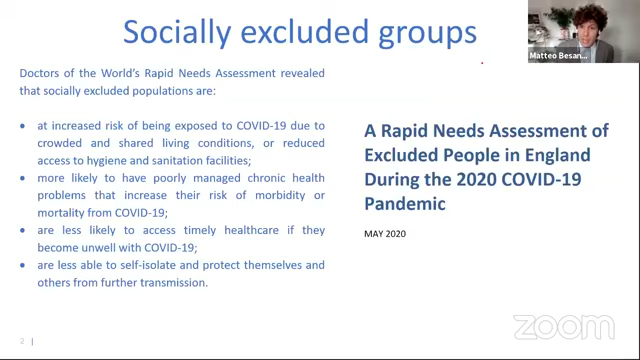 Socially excluded groups
Matteo Besan...
Doctors of the World's Rapid Needs Assessment revealed
that socially excluded populations are:
• at increased risk of being exposed to COVID-19 due to
crowded and shared living conditions, or reduced
access to hygiene and sanitation facilities;
• more likely to have poorly managed chronic health
problems that increase their risk of morbidity or
mortality from COVID-19;
• are less likely to access timely healthcare if they
become unwell with COVID-19;
• are less able to self-isolate and protect themselves and
others from further transmission.
A Rapid Needs Assessment of
Excluded People in England
During the 2020 COVID-19
Pandemic
MAY 2020
2 |
zoom